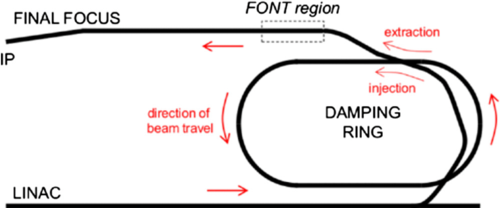 FINAL FOCUS
FONT region
extraction
IP
injection
direction of
beam travel
DAMPING
RING
LINAC